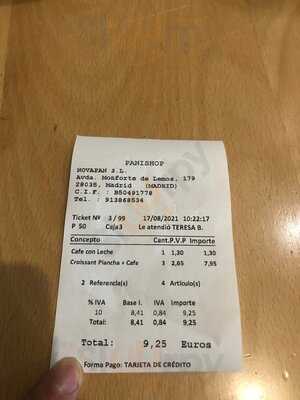 PANISHOP
NOVAPAN S.L.
Avda. Monforte de Lemos, 179
28035, Madrid (MADRID)
C.I.F. : B50491778
Tel. : 913868534
Ticket Nº 3 / 99 17/08/2021 10:22:17
P 50 Caja3 Le atendió TERESA B.
Concepto Cant. P.V.P Importe
Cafe con Leche 1 1,30 1,30
Croissant Plancha + Cafe 3 2,65 7,95
2 Referencia(s) 4 Artículo(s)
% IVA Base I. IVA Importe
10 8,41 0,84 9,25
Total: 8,41 0,84 9,25
Total: 9,25 Euros
Forma Pago: TARJETA DE CRÉDITO